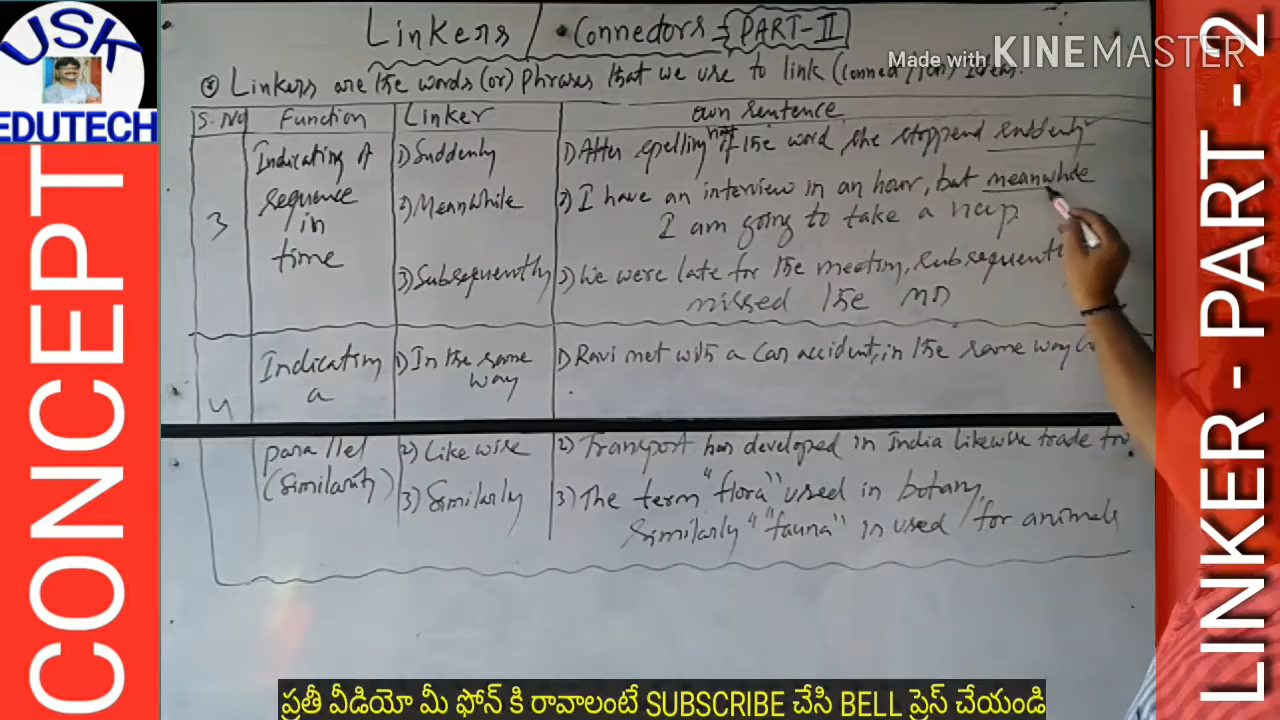 USK
EDUTECH
CONCEPT
Linkers / Connectors = PART-II
Made with KINEMASTER
Linkers are the words (or) Phrases that we use to link (connect/join) Ideas.
S.No Function Linker own sentence
3 Indicating of sequence in time
1) Suddenly 1) After spelling half the word, she stoppend suddenly
2) Meanwhile 2) I have an interview in an hour, but meanwhile
I am going to take a nap
3) Subsequently 3) We were late for the meeting, subsequent
missed the MD
4 Indicating a parallel (Similarity)
1) In the same way 1) Ravi met with a Car accident, in the same way
2) Likewise 2) Transport has developed in India likewise trade too
3) Similarly 3) The term "flora" used in botany,
Similarly "fauna" in used for animals
LINKER - PART - 2
ప్రతీ వీడియో మీ ఫోన్ కి రావాలంటే SUBSCRIBE చేసి BELL ప్రెస్ చేయండి